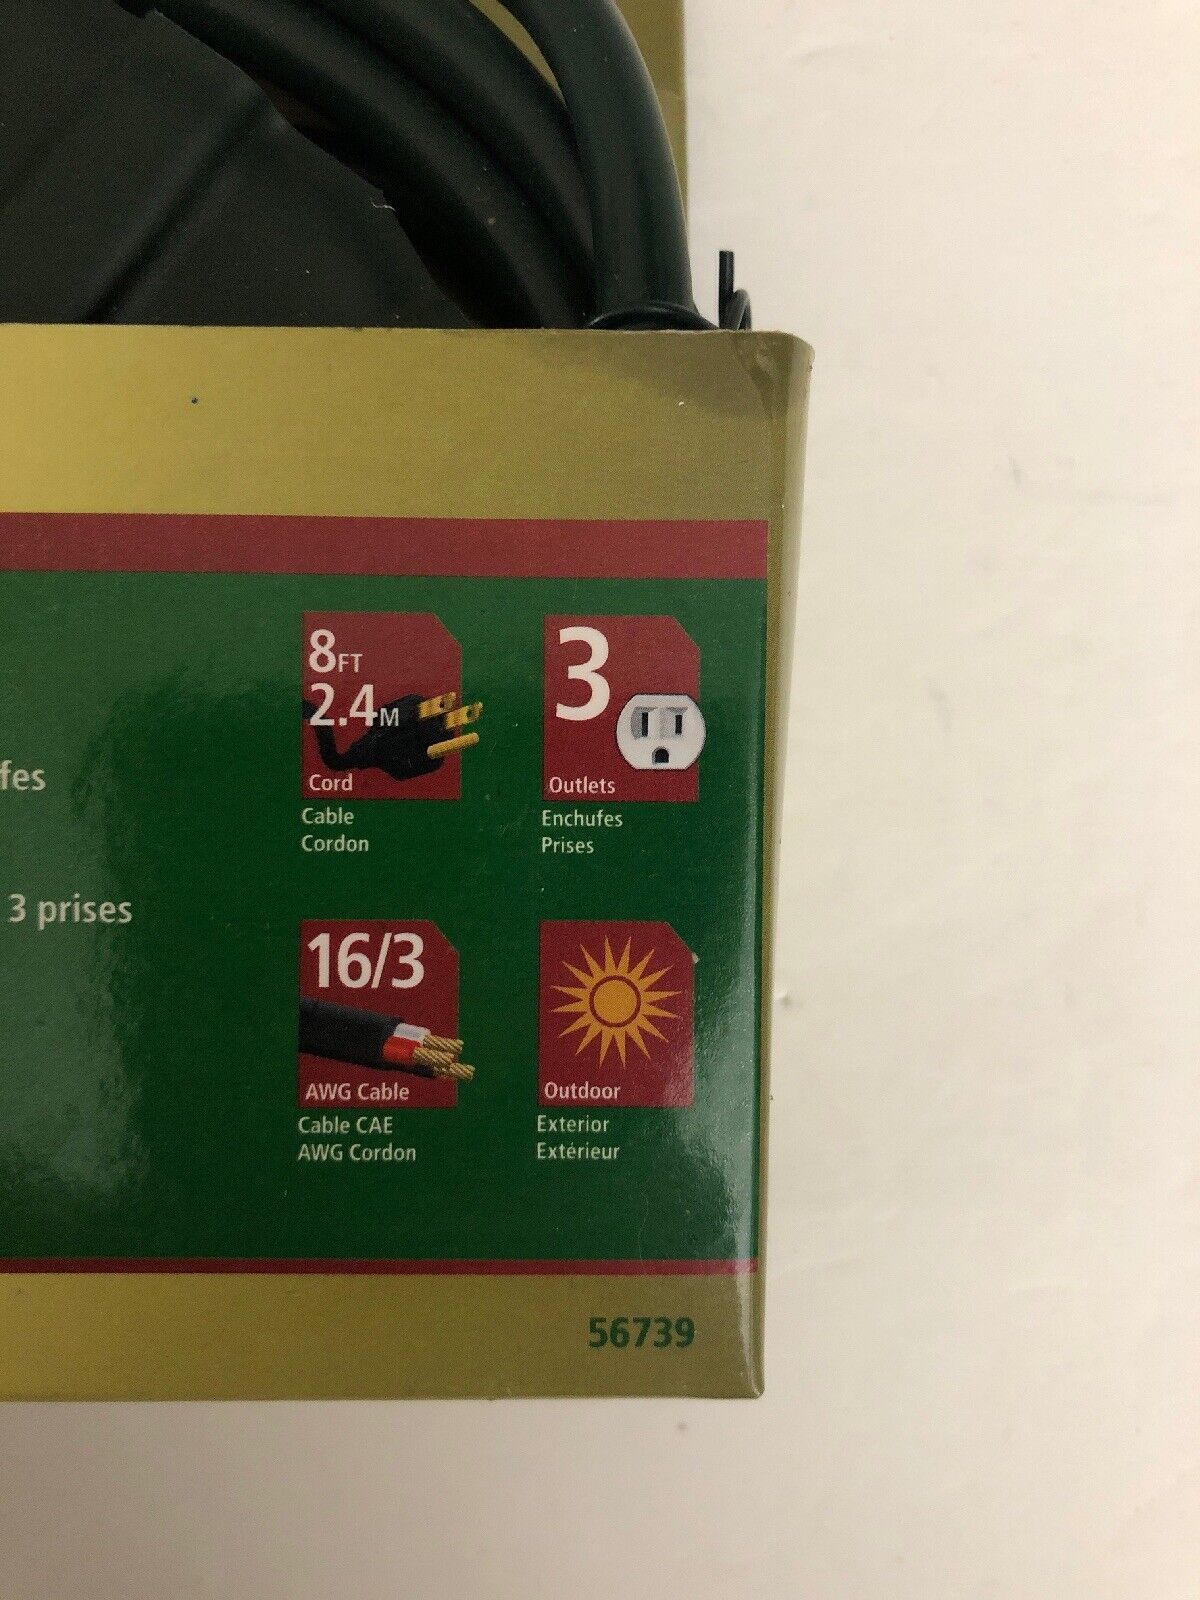 8FT
2.4M
Cord
Cable
Cordon
3
Outlets
Enchufes
Prises
fes
3 prises
16/3
AWG Cable
Cable CAE
AWG Cordon
Outdoor
Exterior
Extérieur
56739